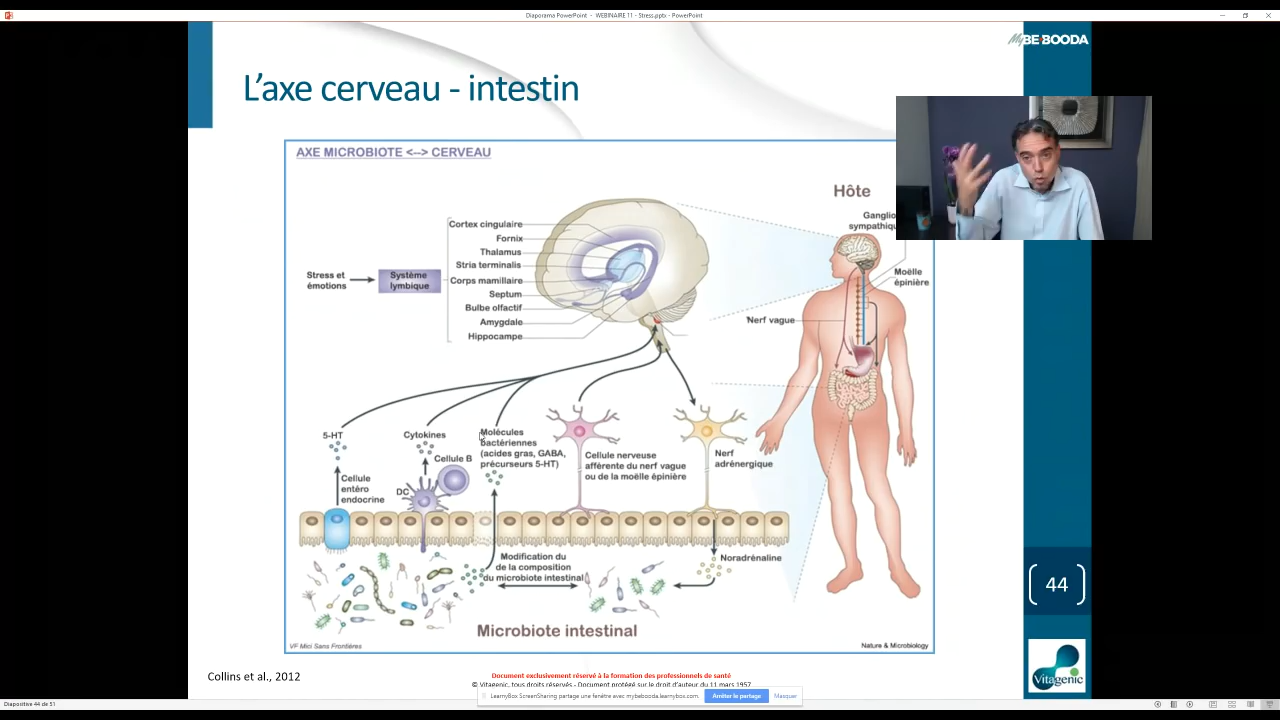 Diaporama PowerPoint - WEBINAIRE 11 - Stress.pptx - PowerPoint
MyBE-BOODA
L'axe cerveau - intestin
AXE MICROBIOTE <--> CERVEAU
Hôte
Ganglio
sympathiqu
Cortex cingulaire
Fornix
Thalamus
Stria terminalis
Corps mamillaire
Septum
Bulbe olfactif
Amygdale
Hippocampe
Stress et
émotions
Système
lymbique
Moëlle
épinière
Nerf vague
5-HT
Cytokines
Molécules
bactériennes
(acides gras, GABA,
précurseurs 5-HT)
Cellule B
Cellule
entéro
endocrine
DC
Cellule nerveuse
afférente du nerf vague
ou de la moëlle épinière
Nerf
adrénergique
Modification du
de la composition
du microbiote intestinal
Noradrénaline
Microbiote intestinal
VF Mici Sans Frontières
Nature & Microbiology
44
Vitagenic
Collins et al., 2012
Document exclusivement réservé à la formation des professionels de santé
© Vitagenic, tous droits réservés - Document protégé sur le droit d'auteur du 11 mars 1957
LearnyBox ScreenSharing partage une fenêtre avec mybebooda.learnybox.com.
Arrêter le partage
Masquer
Diapositive 44 de 51